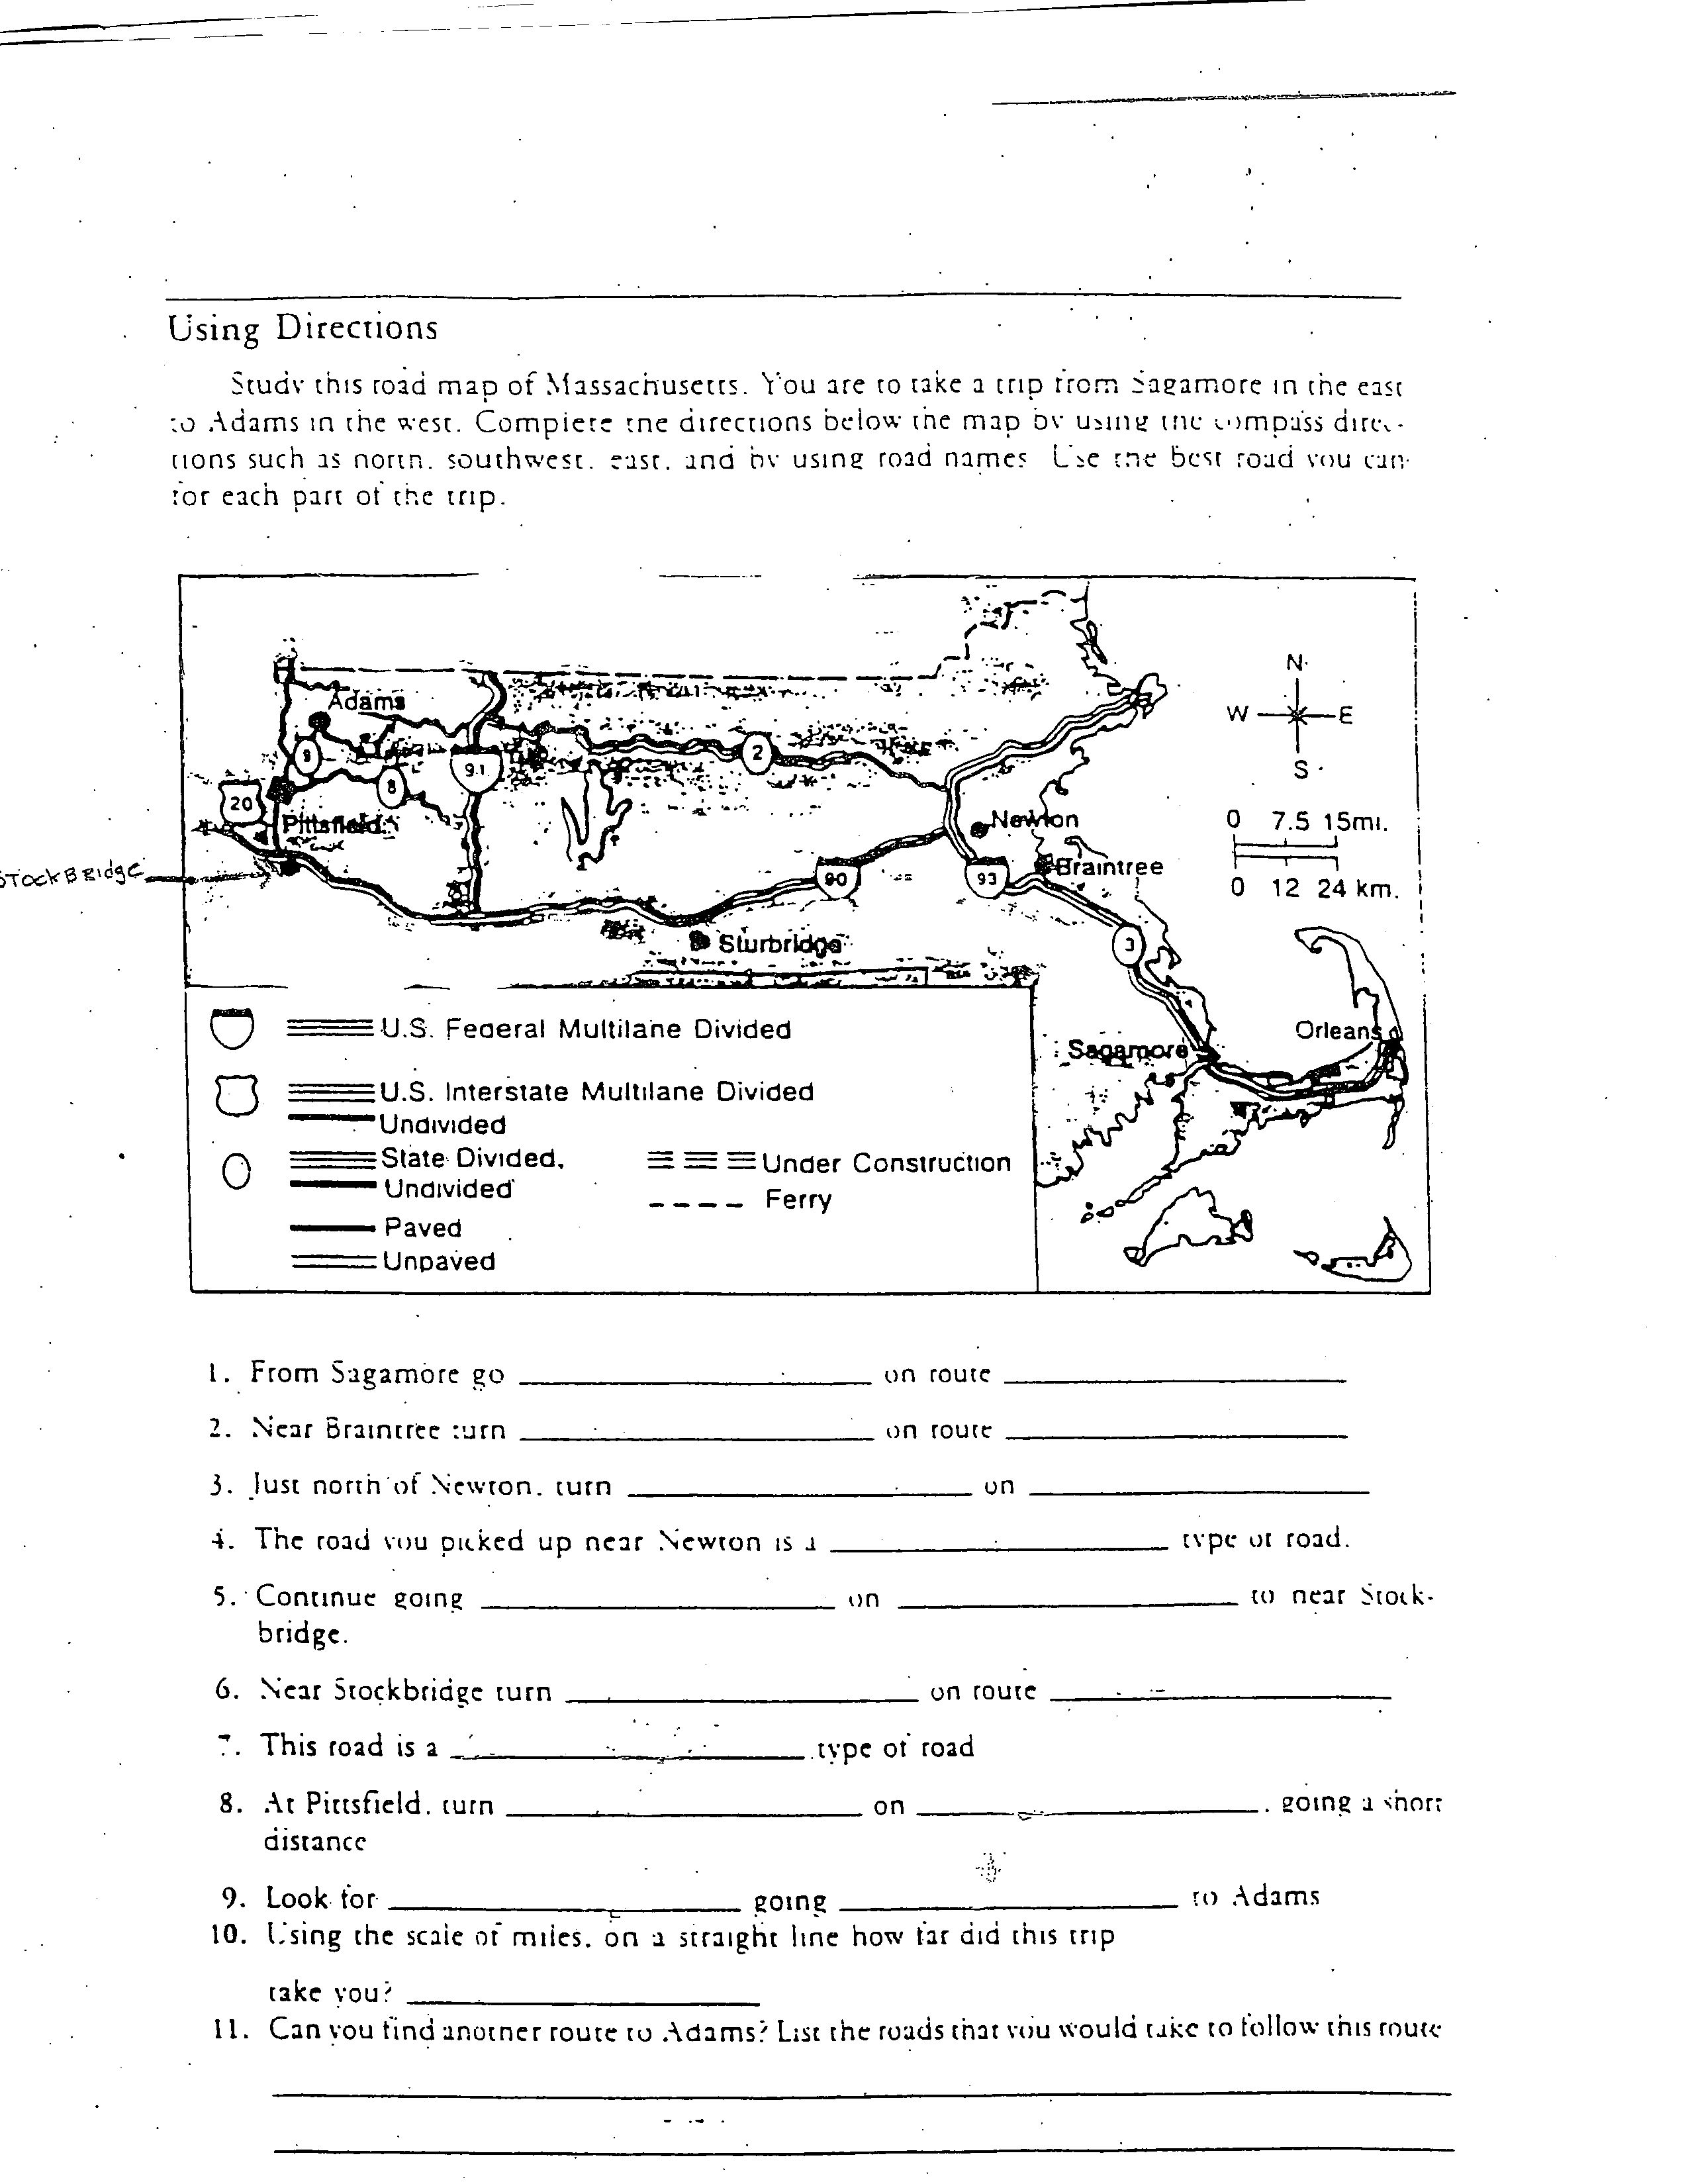 Using Directions
Study this road map of Massachusetts. You are to take a trip from Sagamore in the east
to Adams in the west. Complete the directions below the map by using the compass direc-
tions such as north, southwest, east, and by using road names. Use the best road you can
for each part of the trip.
N
Adams
W E
2
9
S
91
8
20
Newton
0 7.5 15mi.
Pittsfield
Braintree
STockBRidge
90
93
0 12 24 km.
Sturbridge
3
U.S. Federal Multilane Divided
Orleans
Sagamore
U.S. Interstate Multilane Divided
Undivided
State Divided,
Under Construction
Undivided
Ferry
Paved
Unpaved
1. From Sagamore go on route
2. Near Braintree turn on route
3. Just north of Newton, turn on
4. The road you picked up near Newton is a type of road.
5. Continue going on to near Stock-
bridge.
6. Near Stockbridge turn on route
7. This road is a type of road
8. At Pittsfield, turn on , going a short
distance
9. Look for going to Adams
10. Using the scale of miles, on a straight line how far did this trip
take you?
11. Can you find another route to Adams? List the roads that you would take to follow this route